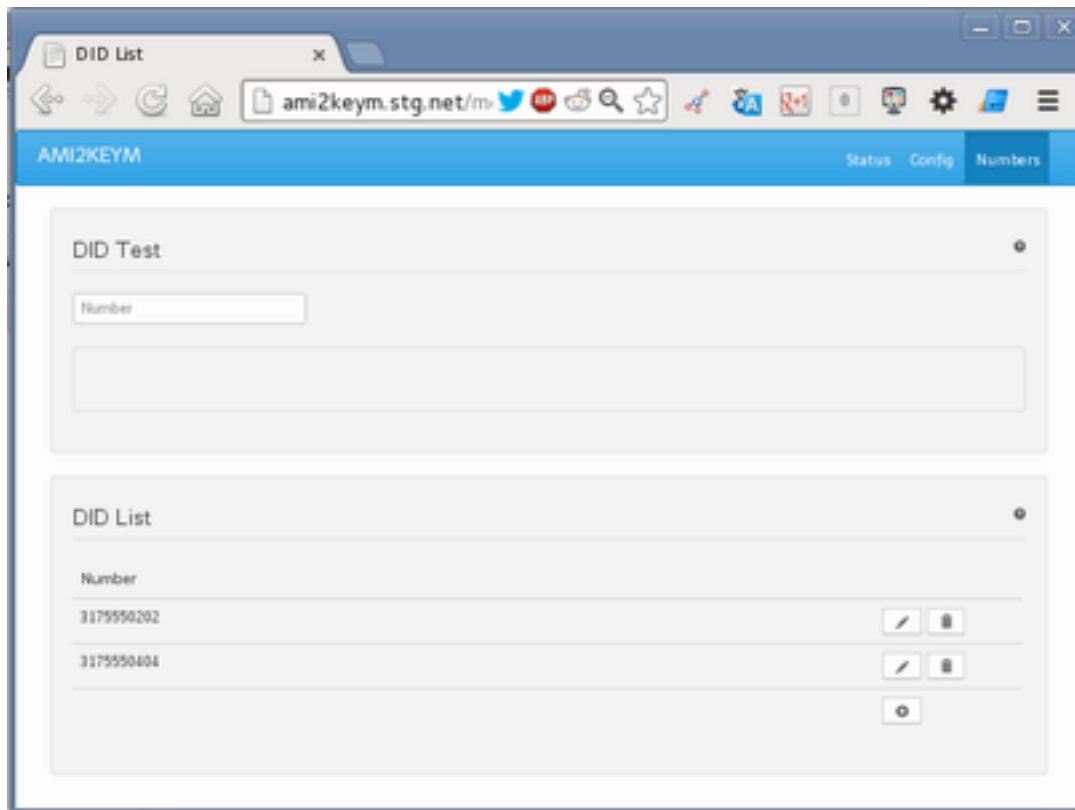 DID List
ami2keym.stg.net/m
AMI2KEYM
Status Config Numbers
DID Test
Number
DID List
Number
3175550202
3175550404